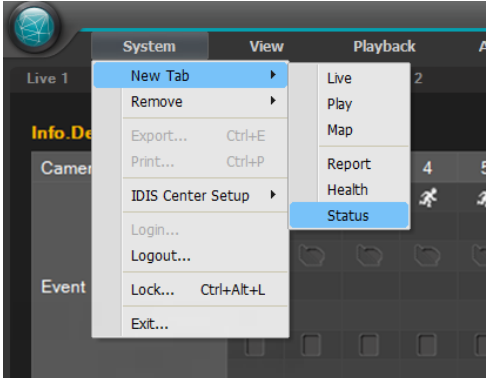 System View Playback
Live 1 2
New Tab
Remove
Export... Ctrl+E
Print... Ctrl+P
IDIS Center Setup
Login...
Logout...
Lock... Ctrl+Alt+L
Exit...
Live
Play
Map
Report
Health
Status
Info.De
Camer 4 5
Event